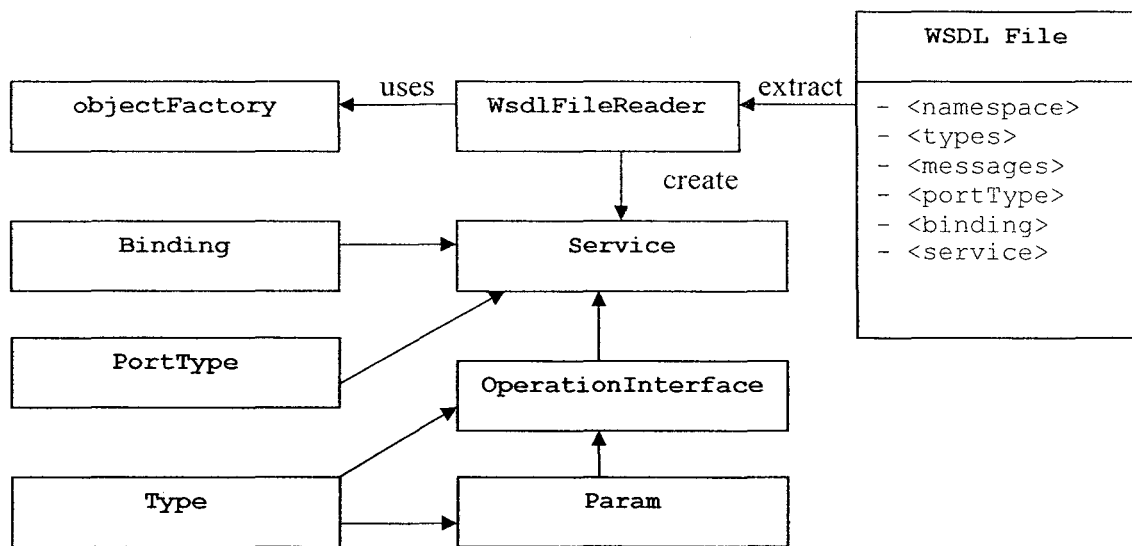 WSDL File
objectFactory
uses
WsdlFileReader
extract
- <namespace>
- <types>
- <messages>
- <portType>
- <binding>
- <service>
create
Binding
Service
PortType
OperationInterface
Type
Param